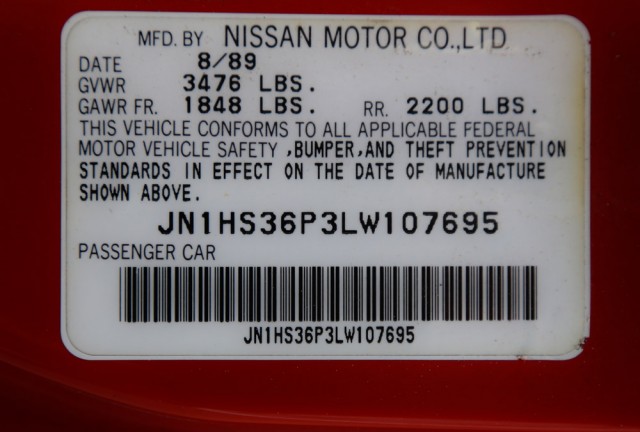 MFD. BY NISSAN MOTOR CO.,LTD
DATE 8/89
GVWR 3476 LBS.
GAWR FR. 1848 LBS. RR. 2200 LBS.
THIS VEHICLE CONFORMS TO ALL APPLICABLE FEDERAL
MOTOR VEHICLE SAFETY ,BUMPER,AND THEFT PREVENTION
STANDARDS IN EFFECT ON THE DATE OF MANUFACTURE
SHOWN ABOVE.
JN1HS36P3LW107695
PASSENGER CAR
JN1HS36P3LW107695